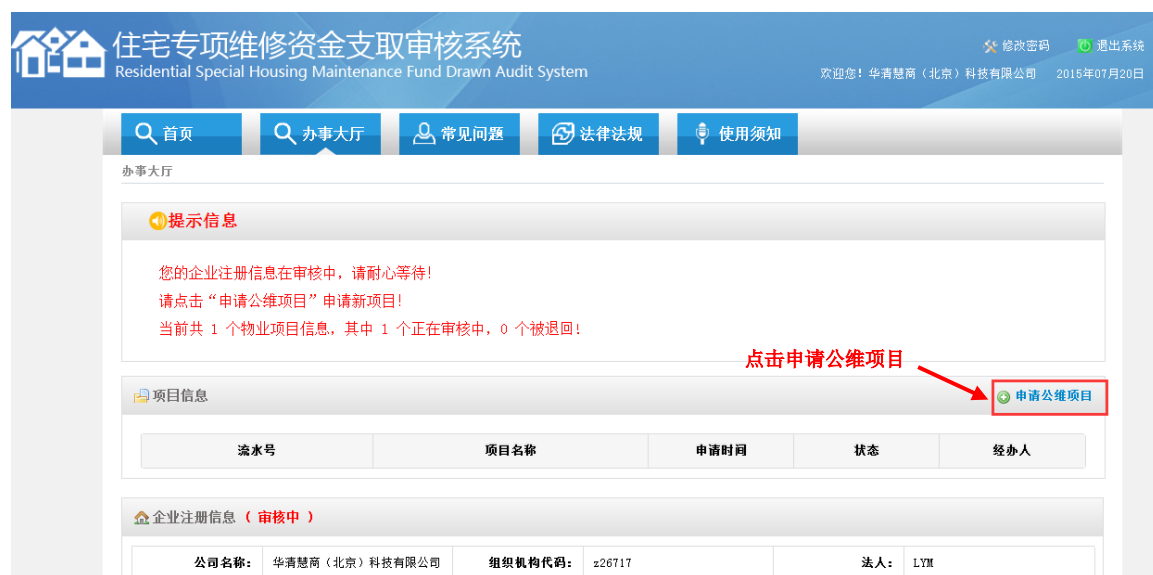 住宅专项维修资金支取审核系统
Residential Special Housing Maintenance Fund Drawn Audit System
修改密码 退出系统
欢迎您！华清慧商（北京）科技有限公司 2015年07月20日
首页 办事大厅 常见问题 法律法规 使用须知
办事大厅
提示信息
您的企业注册信息在审核中，请耐心等待！
请点击“申请公维项目”申请新项目！
当前共 1 个物业项目信息，其中 1 个正在审核中，0 个被退回！
点击申请公维项目
项目信息 申请公维项目
流水号 项目名称 申请时间 状态 经办人
企业注册信息（ 审核中 ）
公司名称： 华清慧商（北京）科技有限公司 组织机构代码： z26717 法人： LYM